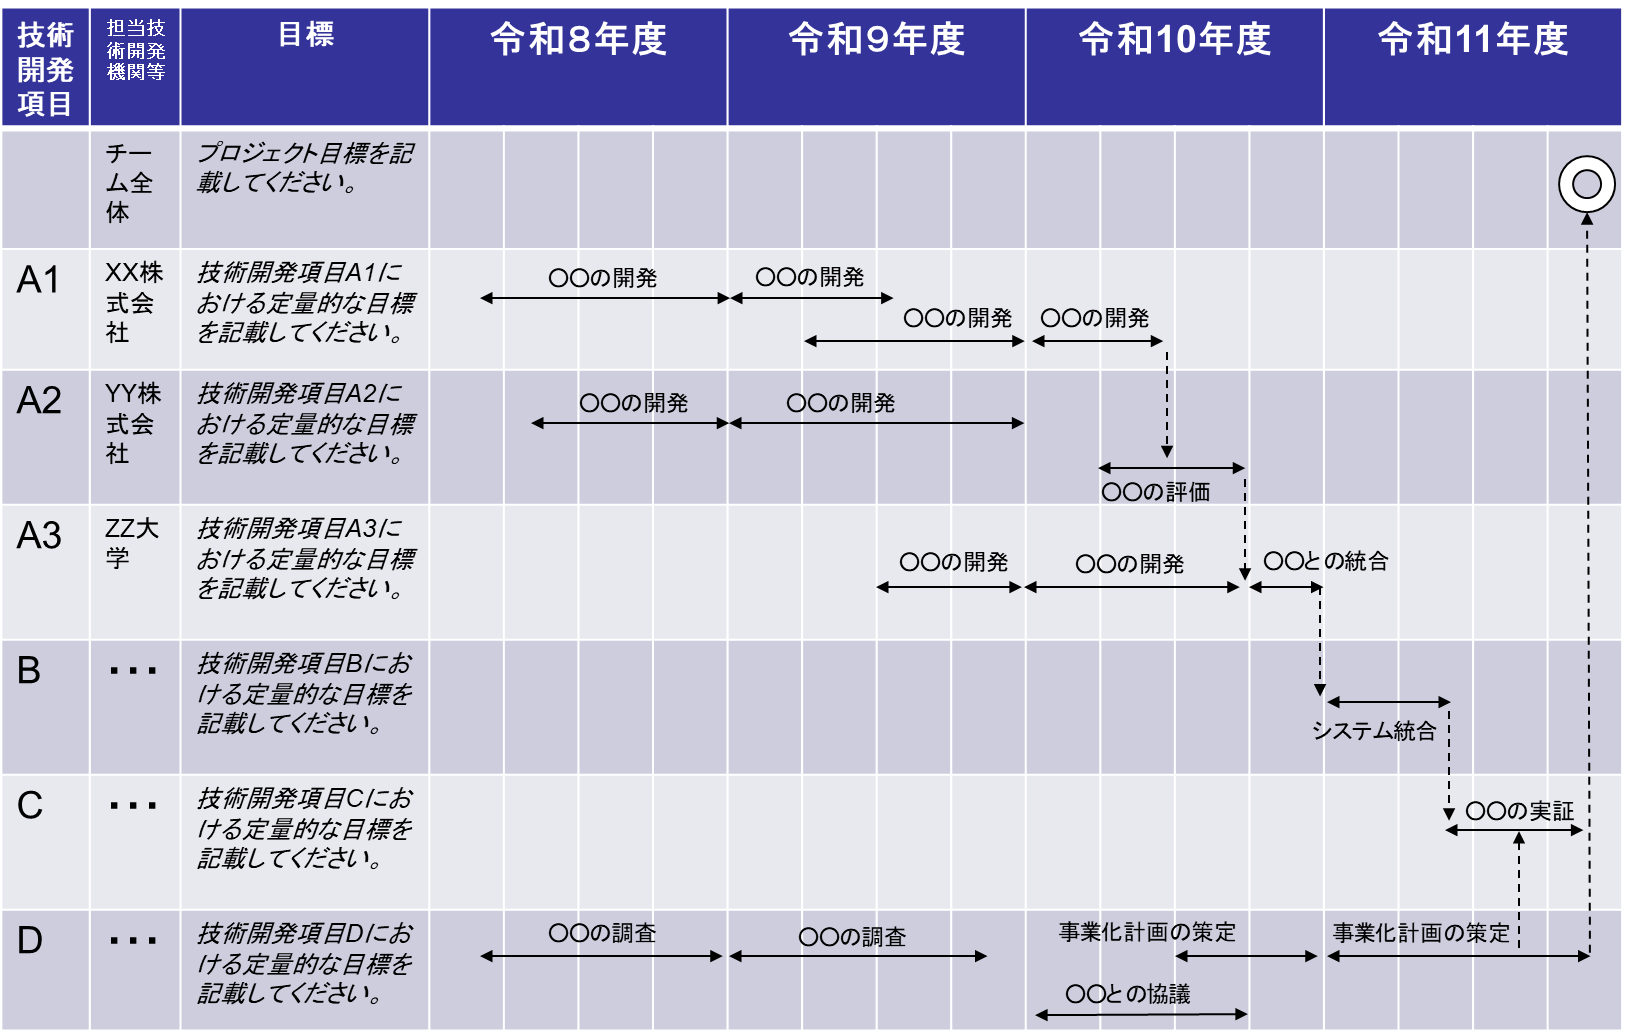 技術
開発
項目
担当技
術開発
機関等
目標
令和８年度
令和９年度
令和10年度
令和11年度
チー
ム全
体
プロジェクト目標を記
載してください。
A1
XX株
式会
社
技術開発項目A1に
おける定量的な目標
を記載してください。
〇〇の開発
〇〇の開発
〇〇の開発
〇〇の開発
A2
YY株
式会
社
技術開発項目A2に
おける定量的な目標
を記載してください。
〇〇の開発
〇〇の開発
〇〇の評価
A3
ZZ大
学
技術開発項目A3に
おける定量的な目標
を記載してください。
〇〇の開発
〇〇の開発
〇〇との統合
B
・・・
技術開発項目Bにお
ける定量的な目標を
記載してください。
システム統合
C
・・・
技術開発項目Cにお
ける定量的な目標を
記載してください。
〇〇の実証
D
・・・
技術開発項目Dにお
ける定量的な目標を
記載してください。
〇〇の調査
〇〇の調査
事業化計画の策定
事業化計画の策定
〇〇との協議